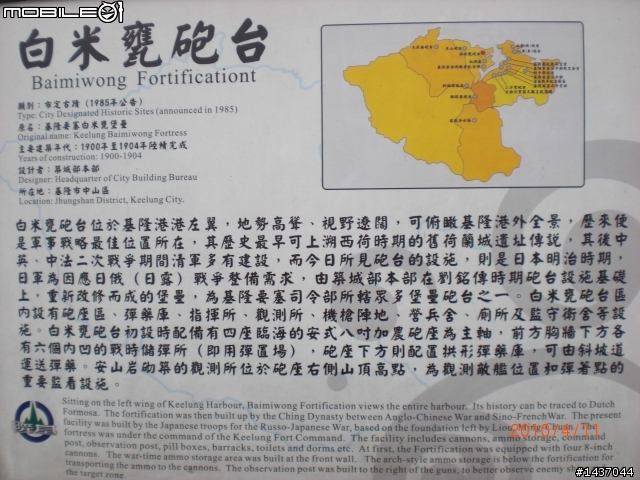 mobile01
白米甕砲台
Baimiwong Fortificationt
類別：市定古蹟（1985年公告）
Type: City Designated Historic Sites (announced in 1985)
原名：基隆要塞白米甕堡壘
Original name: Keelung Baimiwong Fortress
主要建築年代：1900年至1904年陸續完成
Years of construction: 1900-1904
設計者：築城部本部
Designer: Headquarter of City Building Bureau
所在地：基隆市中山區
Location: Jhungshan District, Keelung City.
白米甕砲台位於基隆港港左翼，地勢高聳、視野遼闊，可俯瞰基隆港外全景，歷來便
是軍事戰略最佳位置所在，其歷史最早可上溯西荷時期的舊荷蘭城遺址傳說，其後中
英、中法二次戰爭期間清軍多有建設，而今日所見砲台的設施，則是日本明治時期，
日軍為因應日俄（日露）戰爭整備需求，由築城部本部在劉銘傳時期砲台設施基礎
上，重新改修而成的堡壘，為基隆要塞司令部所轄眾多堡壘砲台之一。白米甕砲台區
內設有砲座區、彈藥庫、指揮所、觀測所、機槍陣地、營兵舍、廁所及監守衛舍等設
施。白米甕砲台初設時配備有四座臨海的安式八吋加農砲座為主軸，前方胸牆下方各
有六個內凹的戰時儲彈所（即用彈置場），砲座下方則配置拱形彈藥庫，可由斜坡道
運送彈藥。安山岩砌築的觀測所位於砲座右側山頂高點，為觀測敵艦位置和彈著點的
重要監看設施。
Sitting on the left wing of Keelung Harbour, Baimiwong Fortification views the entire harbour. Its history can be traced to Dutch
Formosa. The fortification was then built up by the Ching Dynasty between Anglo-Chinese War and Sino-French War. The present
facility was built by the Japanese troops for the Russo-Japanese War, based on the foundation left by
fortress was under the command of the Keelung Fort Command. The facility includes cannons, ammo storage, command
post, observation post, pill boxes, barracks, toilets and dorms etc. At first, the Fortification was equipped with four 8-inch
cannons. The war-time ammo storage area was built at the front wall. The arch-style ammo storage is below the fortification for
transporting the ammo to the cannons. The observation post was built to the right of the guns, to better observe enemy ships and
the target zone.
2010/4/11
#1437044